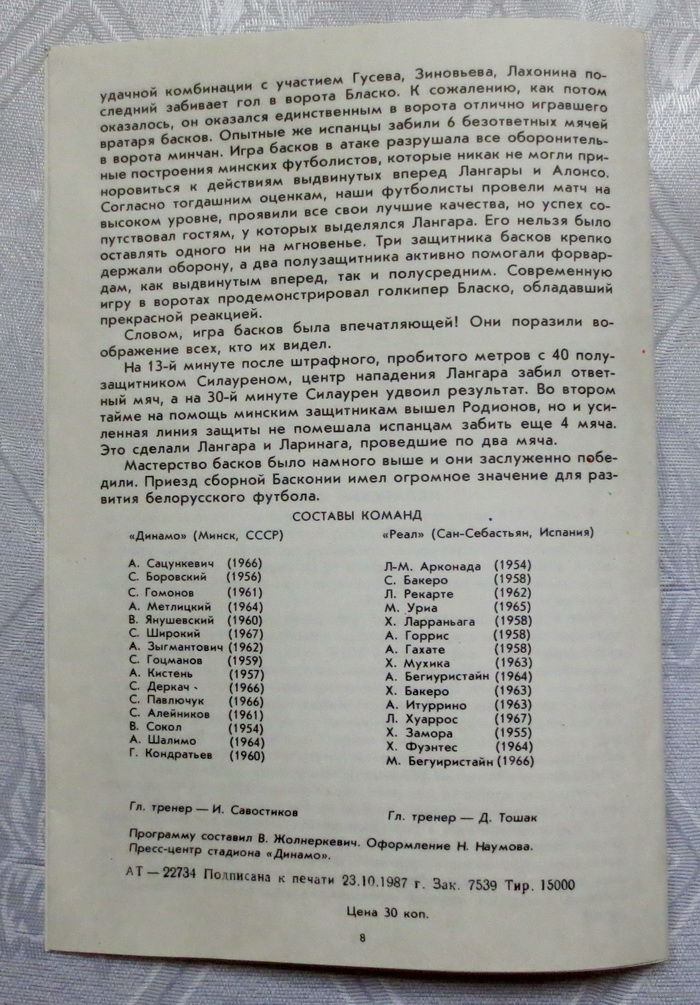 удачной комбинации с участием Гусева, Зиновьева, Лахонина по-
следний забивает гол в ворота Бласко. К сожалению, как потом
оказалось, он оказался единственным в ворота отлично игравшего
вратаря басков. Опытные же испанцы забили 6 безответных мячей
в ворота минчан. Игра басков в атаке разрушала все оборонитель-
ные построения минских футболистов, которые никак не могли при-
норовиться к действиям выдвинутых вперед Лангары и Алонсо.
Согласно тогдашним оценкам, наши футболисты провели матч на
высоком уровне, проявили все свои лучшие качества, но успех со-
путствовал гостям, у которых выделялся Лангара. Его нельзя было
оставлять одного ни на мгновенье. Три защитника басков крепко
держали оборону, а два полузащитника активно помогали форвар-
дам, как выдвинутым вперед, так и полусредним. Современную
игру в воротах продемонстрировал голкипер Бласко, обладавший
прекрасной реакцией.
Словом, игра басков была впечатляющей! Они поразили во-
ображение всех, кто их видел.
На 13-й минуте после штрафного, пробитого метров с 40 полу-
защитником Силауреном, центр нападения Лангара забил ответ-
ный мяч, а на 30-й минуте Силаурен удвоил результат. Во втором
тайме на помощь минским защитникам вышел Родионов, но и уси-
ленная линия защиты не помешала испанцам забить еще 4 мяча.
Это сделали Лангара и Ларинага, проведшие по два мяча.
Мастерство басков было намного выше и они заслуженно побе-
дили. Приезд сборной Басконии имел огромное значение для раз-
вития белорусского футбола.
СОСТАВЫ КОМАНД
«Динамо» (Минск, СССР)
А. Сацункевич (1966)
С. Боровский (1956)
С. Гомонов (1961)
А. Метлицкий (1964)
В. Янушевский (1960)
С. Широкий (1967)
А. Зыгмантович (1962)
С. Гоцманов (1959)
А. Кистень (1957)
С. Деркач (1966)
С. Павлючук (1966)
С. Алейников (1961)
В. Сокол (1954)
А. Шалимо (1964)
Г. Кондратьев (1960)
Гл. тренер — И. Савостиков
«Реал» (Сан-Себастьян, Испания)
Л-М. Арконада (1954)
С. Бакеро (1958)
Л. Рекарте (1962)
М. Уриа (1965)
Х. Ларраньага (1958)
А. Горрис (1958)
А. Гахате (1958)
Х. Мухика (1963)
А. Бегиуристайн (1964)
Х. Бакеро (1963)
А. Итуррино (1963)
Л. Хуаррос (1967)
Х. Замора (1955)
Х. Фуэнтес (1964)
М. Бегуиристайн (1966)
Гл. тренер — Д. Тошак
Программу составил В. Жолнеркевич. Оформление Н. Наумова.
Пресс-центр стадиона «Динамо».
АТ — 22734 Подписана к печати 23.10.1987 г. Зак. 7539 Тир. 15000
Цена 30 коп.
8